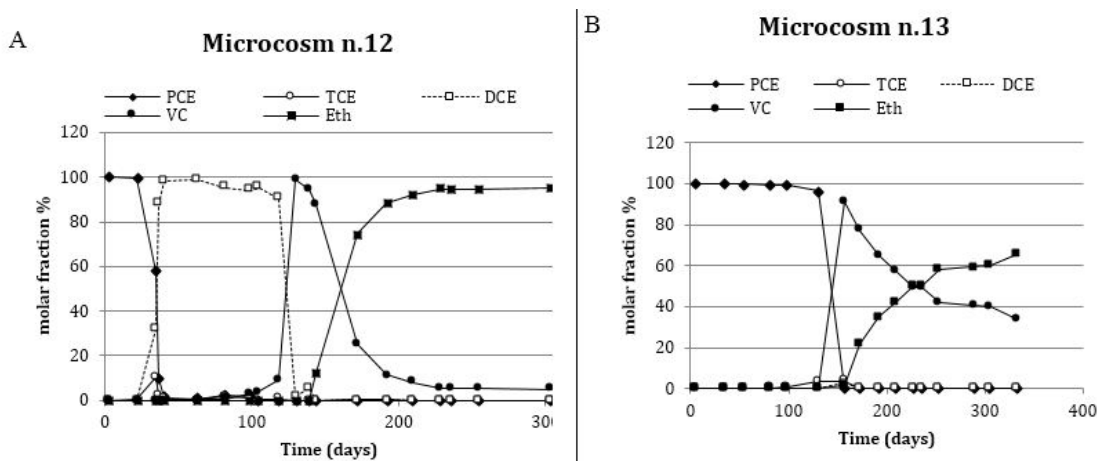 A
Microcosm n.12
PCE TCE DCE
VC Eth
120
100
80
60
40
20
0
0 100 200 300
molar fraction %
Time (days)
B
Microcosm n.13
PCE TCE DCE
VC Eth
120
100
80
60
40
20
0
0 100 200 300 400
molar fraction %
Time (days)